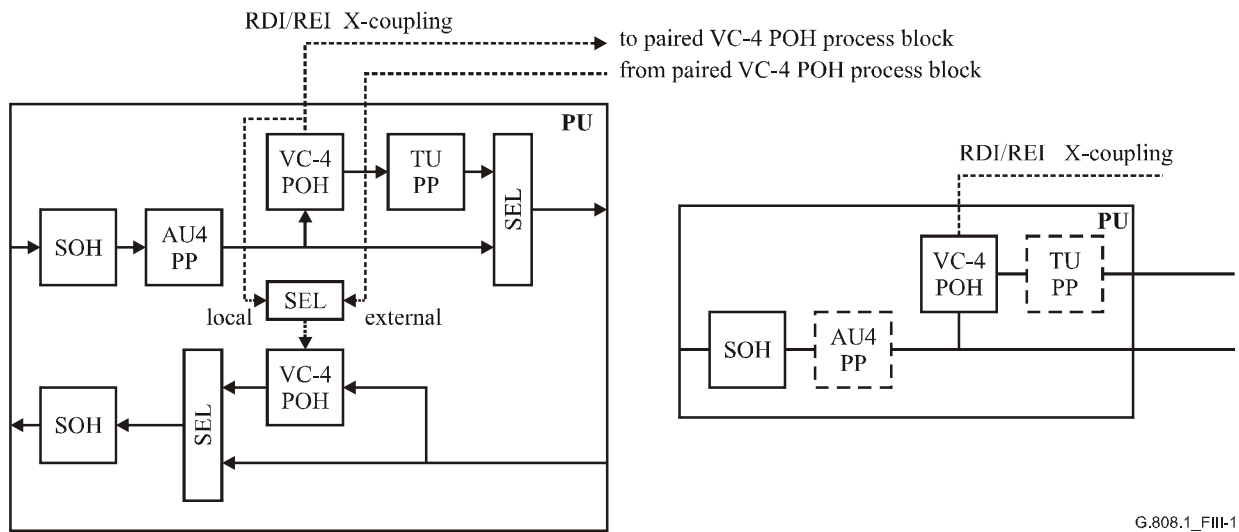 RDI/REI X-coupling
to paired VC-4 POH process block
from paired VC-4 POH process block
PU
VC-4
POH
TU
PP
SEL
SOH
AU4
PP
SEL
local
external
VC-4
POH
SEL
SOH
RDI/REI X-coupling
PU
VC-4
POH
TU
PP
SOH
AU4
PP
G.808.1_FIII-1